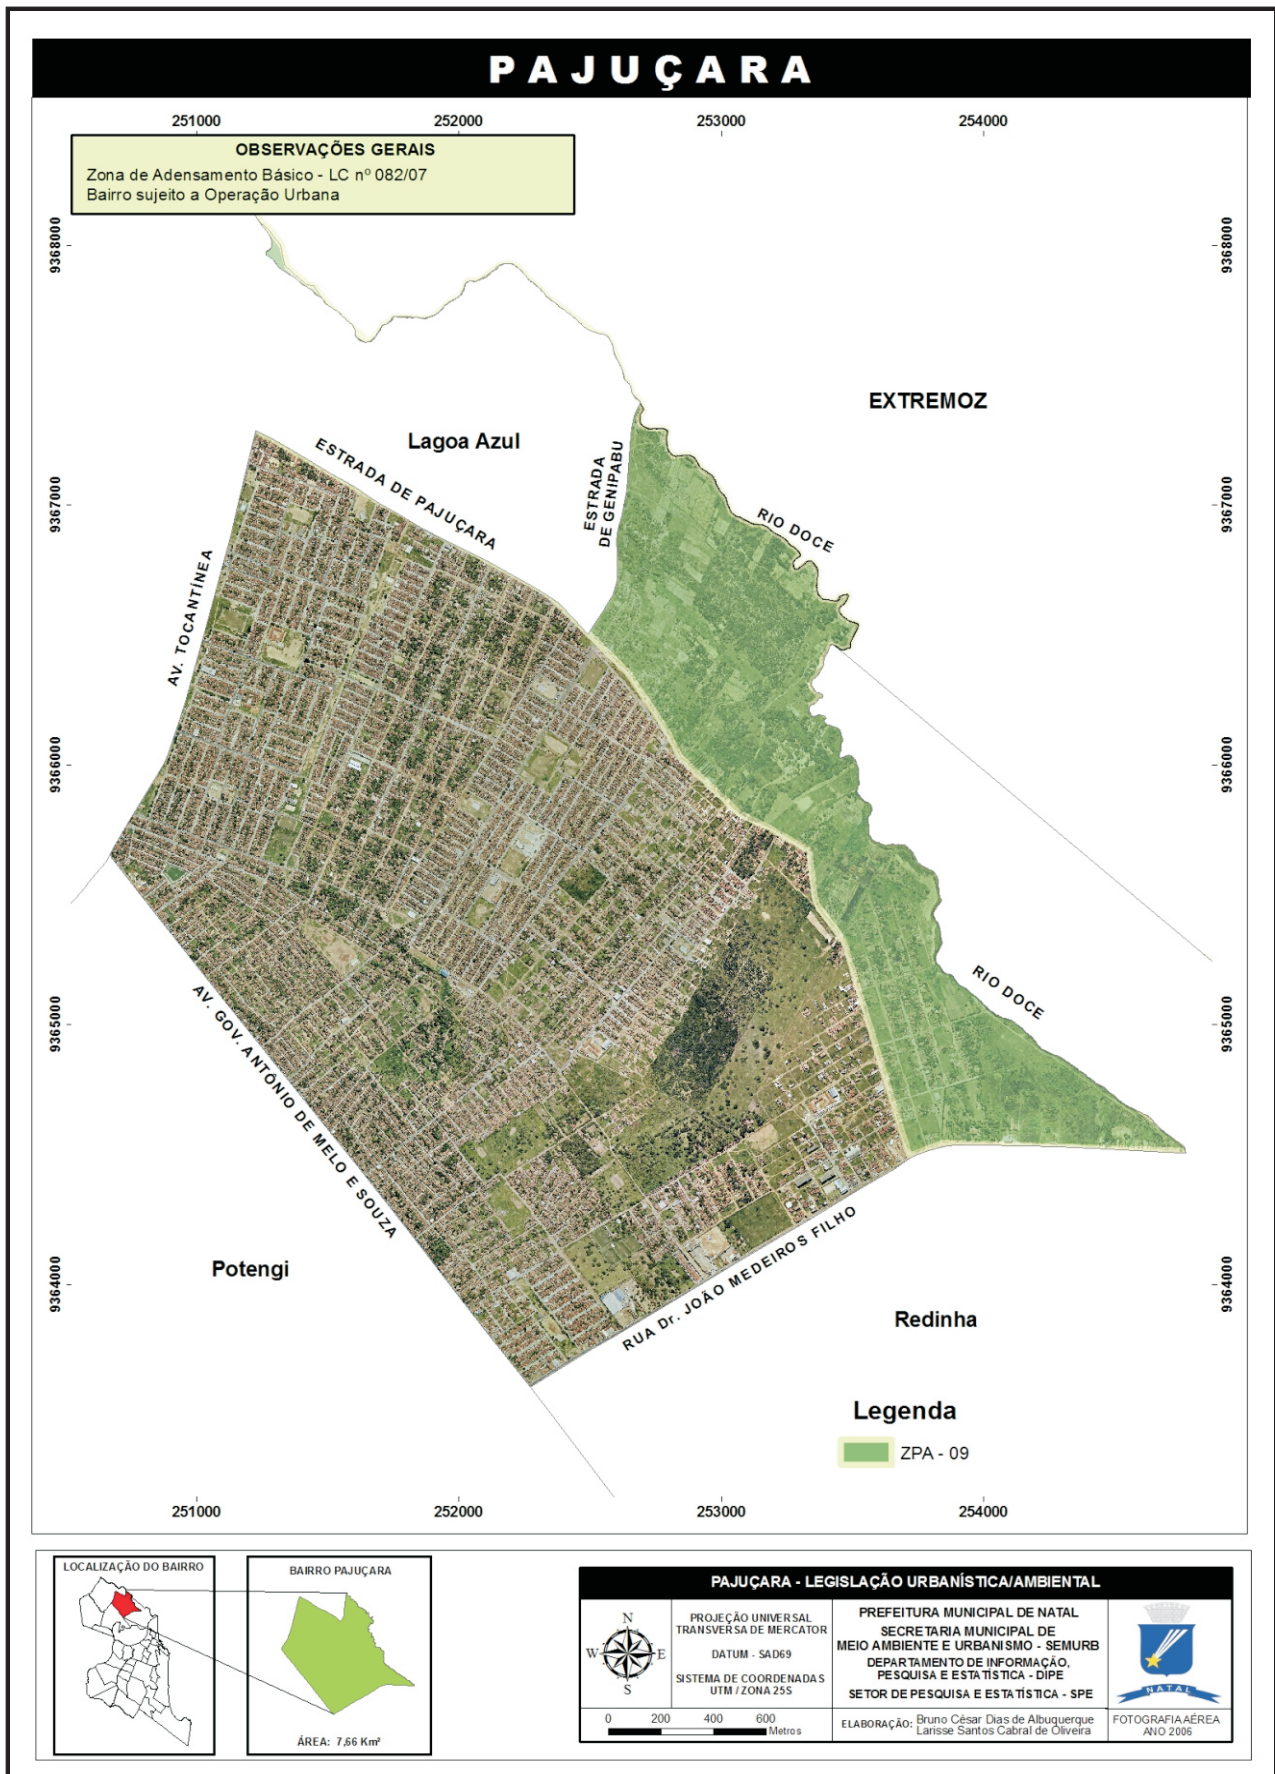 PAJUÇARA
251000
252000
253000
254000
OBSERVAÇÕES GERAIS
Zona de Adensamento Básico - LC nº 082/07
Bairro sujeito a Operação Urbana
9368000
9368000
EXTREMOZ
Lagoa Azul
ESTRADA DE PAJUÇARA
ESTRADA
DE GENIPABU
9367000
9367000
RIO DOCE
AV. TOCANTÍNEA
9366000
9366000
RIO DOCE
AV. GOV. ANTÔNIO DE MELO E SOUZA
9365000
9365000
RUA Dr. JOÃO MEDEIROS FILHO
Potengi
9364000
9364000
Redinha
Legenda
ZPA - 09
251000
252000
253000
254000
LOCALIZAÇÃO DO BAIRRO
BAIRRO PAJUÇARA
ÁREA: 7,66 Km²
PAJUÇARA - LEGISLAÇÃO URBANÍSTICA/AMBIENTAL
N
W
E
S
PROJEÇÃO UNIVERSAL
TRANSVERSA DE MERCATOR
DATUM - SAD69
SISTEMA DE COORDENADAS
UTM / ZONA 25S
PREFEITURA MUNICIPAL DE NATAL
SECRETARIA MUNICIPAL DE
MEIO AMBIENTE E URBANISMO - SEMURB
DEPARTAMENTO DE INFORMAÇÃO,
PESQUISA E ESTATÍSTICA - DIPE
SETOR DE PESQUISA E ESTATÍSTICA - SPE
NATAL
0 200 400 600
Metros
ELABORAÇÃO: Bruno César Dias de Albuquerque
Larisse Santos Cabral de Oliveira
FOTOGRAFIA AÉREA
ANO 2006